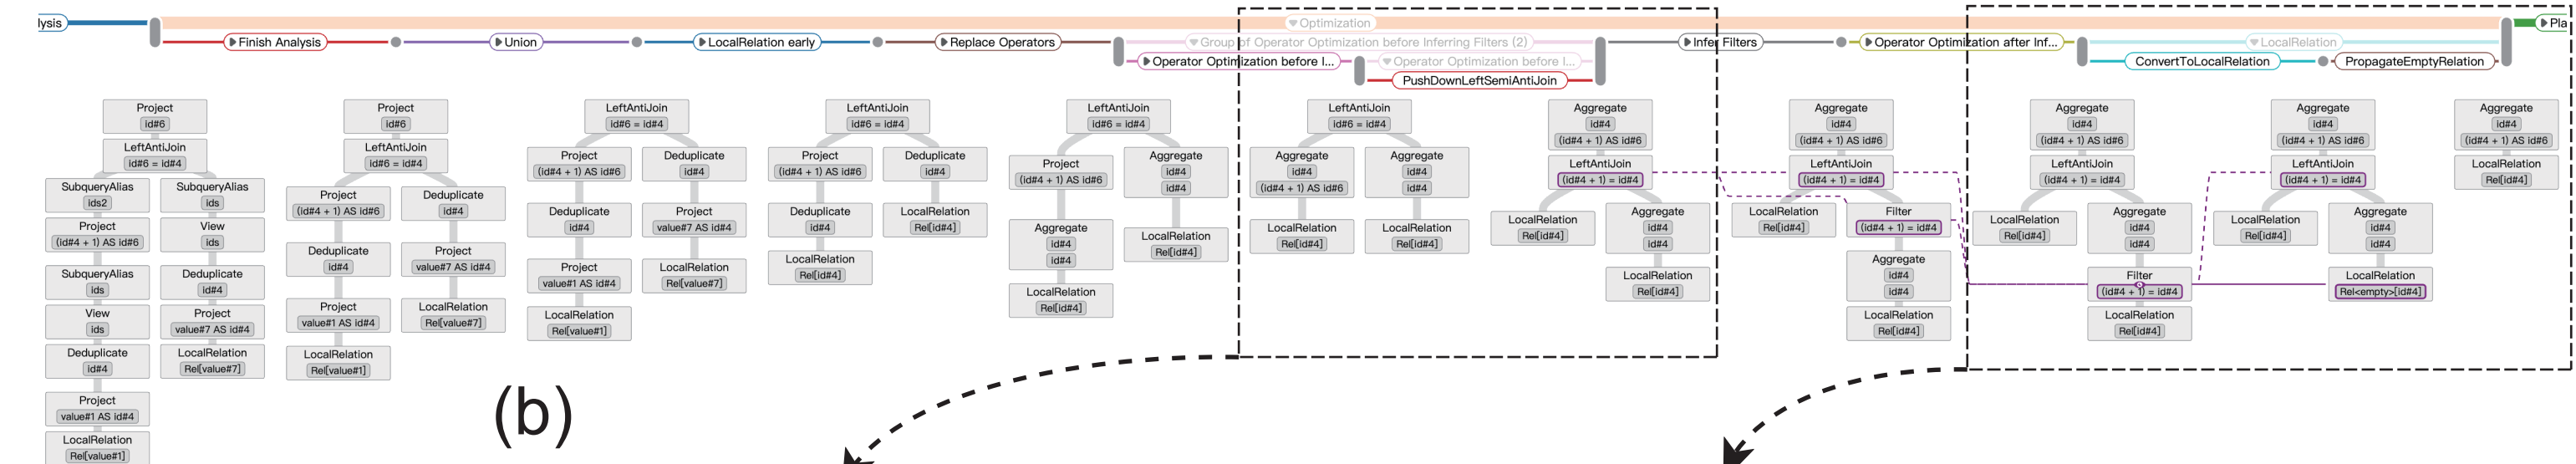 lysis
Optimization
Pla
Finish Analysis
Union
LocalRelation early
Replace Operators
Group of Operator Optimization before Inferring Filters (2)
Infer Filters
Operator Optimization after Inf...
LocalRelation
Operator Optimization before I...
Operator Optimization before I...
ConvertToLocalRelation
PropagateEmptyRelation
PushDownLeftSemiAntiJoin
Project
id#6
LeftAntiJoin
id#6 = id#4
SubqueryAlias
ids2
Project
(id#4 + 1) AS id#6
SubqueryAlias
ids
View
ids
Deduplicate
id#4
Project
value#1 AS id#4
LocalRelation
Rel[value#1]
SubqueryAlias
ids
View
ids
Deduplicate
id#4
Project
value#7 AS id#4
LocalRelation
Rel[value#7]
Project
id#6
LeftAntiJoin
id#6 = id#4
Project
(id#4 + 1) AS id#6
Deduplicate
id#4
Project
value#1 AS id#4
LocalRelation
Rel[value#1]
Deduplicate
id#4
Project
value#7 AS id#4
LocalRelation
Rel[value#7]
LeftAntiJoin
id#6 = id#4
Project
(id#4 + 1) AS id#6
Deduplicate
id#4
Project
value#1 AS id#4
LocalRelation
Rel[value#1]
Deduplicate
id#4
Project
value#7 AS id#4
LocalRelation
Rel[value#7]
LeftAntiJoin
id#6 = id#4
Project
(id#4 + 1) AS id#6
Deduplicate
id#4
LocalRelation
Rel[id#4]
Deduplicate
id#4
LocalRelation
Rel[id#4]
LeftAntiJoin
id#6 = id#4
Project
(id#4 + 1) AS id#6
Aggregate
id#4
id#4
LocalRelation
Rel[id#4]
Aggregate
id#4
id#4
LocalRelation
Rel[id#4]
LeftAntiJoin
id#6 = id#4
Aggregate
id#4
(id#4 + 1) AS id#6
LocalRelation
Rel[id#4]
Aggregate
id#4
id#4
LocalRelation
Rel[id#4]
Aggregate
id#4
(id#4 + 1) AS id#6
LeftAntiJoin
(id#4 + 1) = id#4
LocalRelation
Rel[id#4]
Aggregate
id#4
id#4
LocalRelation
Rel[id#4]
Aggregate
id#4
(id#4 + 1) AS id#6
LeftAntiJoin
(id#4 + 1) = id#4
LocalRelation
Rel[id#4]
Filter
(id#4 + 1) = id#4
Aggregate
id#4
id#4
LocalRelation
Rel[id#4]
Aggregate
id#4
(id#4 + 1) AS id#6
LeftAntiJoin
(id#4 + 1) = id#4
LocalRelation
Rel[id#4]
Aggregate
id#4
id#4
Filter
(id#4 + 1) = id#4
LocalRelation
Rel[id#4]
Aggregate
id#4
(id#4 + 1) AS id#6
LeftAntiJoin
(id#4 + 1) = id#4
LocalRelation
Rel[id#4]
Aggregate
id#4
id#4
LocalRelation
Rel<empty>[id#4]
Aggregate
id#4
(id#4 + 1) AS id#6
LocalRelation
Rel[id#4]
(b)